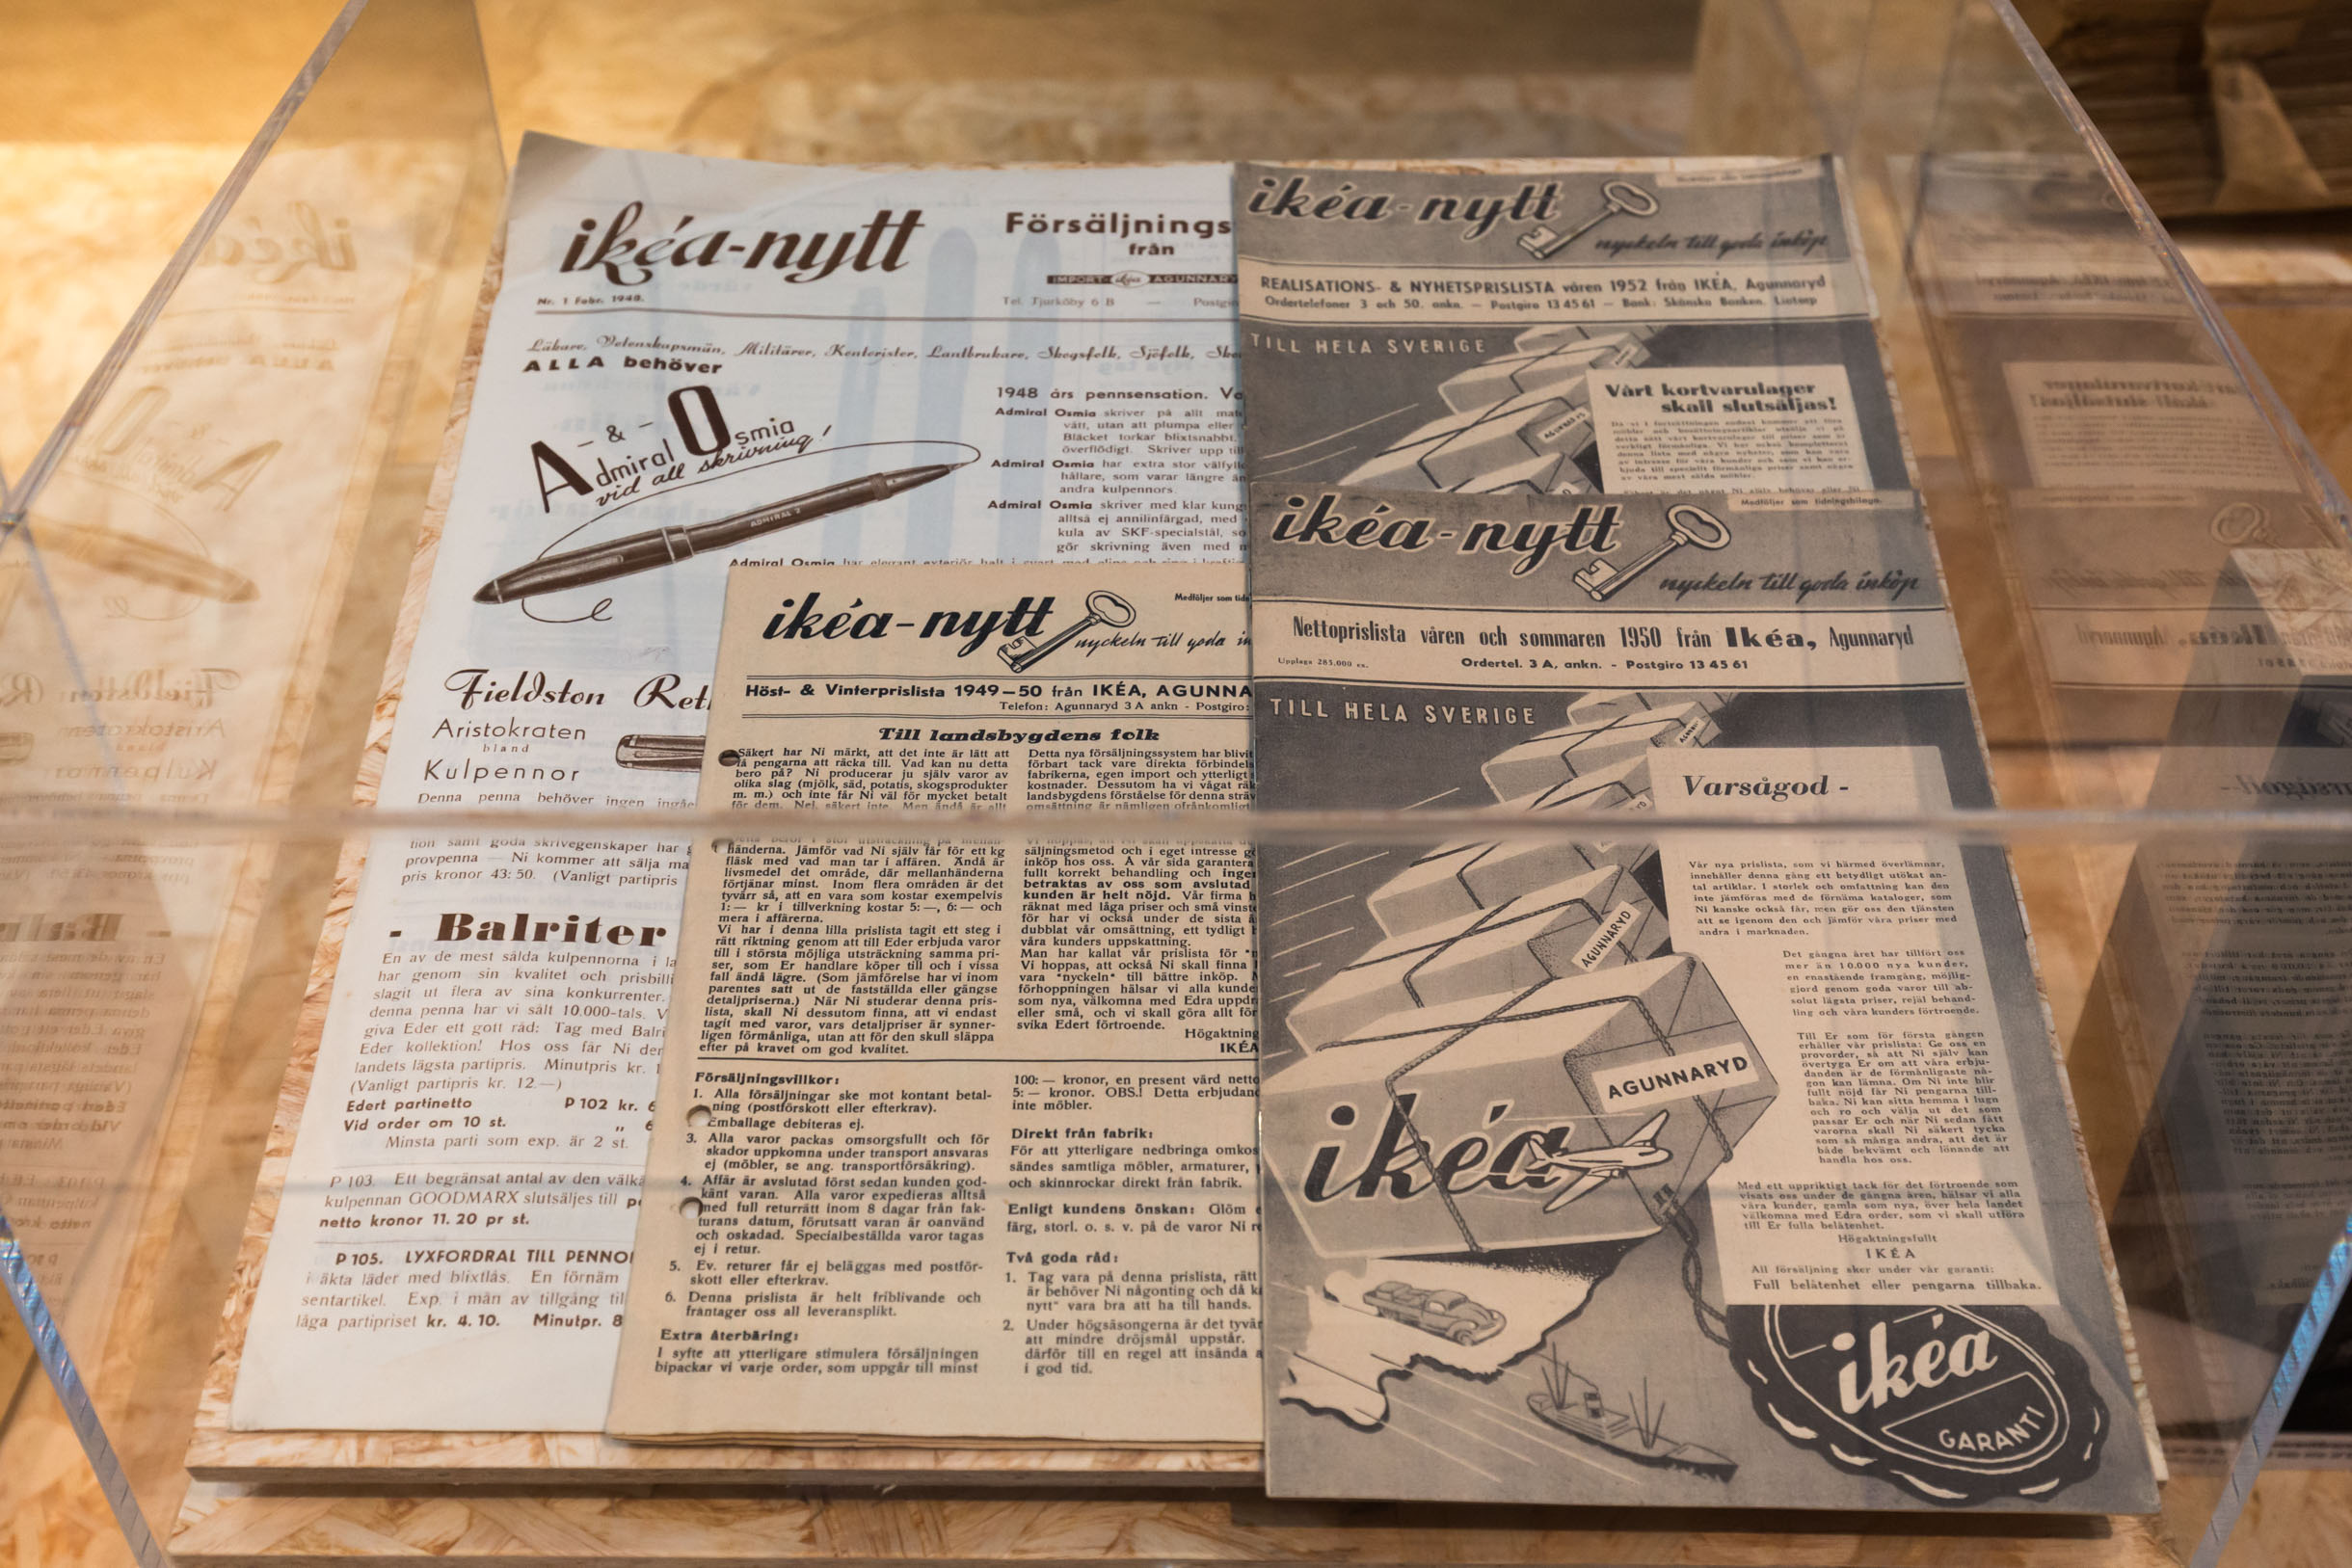 ikéa-nytt
Nr. 1 Febr. 1948.
Försäljnings
från
IMPORT- ikéa AGUNNAR
Tel. Tjurköby 6 B — Postgir
Läkare, Vetenskapsmän, Militärer, Kontorister, Lantbrukare, Skogsfolk, Sjöfolk,
ALLA behöver
A - & - O
Admiral Osmia
vid all skrivning!
ADMIRAL
1948 års pennsensation.
Admiral Osmia skriver på allt
vått, utan att plumpa eller
Bläcket torkar blixtsnabbt.
överflödigt. Skriver upp till
Admiral Osmia har extra stor
hållare, som varar längre än
andra kulpennors
Admiral Osmia skriver med klar
alltså ej annilinfärgad, med
kula av SKF-specialstål, so
gör skrivning även med
Admiral Osmia har elegant exteriör helt i svart med clips och ring i
Fieldston Ret
Aristokraten
bland
Kulpennor
Denna penna behöver ingen
tion samt goda skrivegenskaper har
provpenna — Ni kommer att sälja
pris kronor 43: 50. (Vanligt partipris
- Balriter
En av de mest sålda kulpennorna i
har genom sin kvalitet och
slagit ut flera av sina konkurrenter.
denna penna har vi sålt 10.000-tals. V
giva Eder ett gott råd: Tag med Balri
Eder kollektion! Hos oss får Ni den
landets lägsta partipris. Minutpris kr.
(Vanligt partipris kr. 12.—)
Edert partinetto P 102 kr. 6
Vid order om 10 st. „ 6
Minsta parti som exp. är 2 st.
P 103. Ett begränsat antal av den
kulpennan GOODMARX slutsäljes till
netto kronor 11. 20 pr st.
P 105. LYXFORDRAL TILL PENNOR
i äkta läder med blixtlås. En förnäm
sentartikel. Exp. i mån av tillgång til
låga partipriset kr. 4. 10. Minutpr. 8
ikéa-nytt
Medföljer som
nyckeln till goda
Höst- & Vinterprislista 1949–50 från IKÉA, AGUNNA
Telefon: Agunnaryd 3 A ankn - Postgiro:
Till landsbygdens folk
Säkert har Ni märkt, att det inte är lätt att
få pengarna att räcka till. Vad kan nu detta
bero på? Ni producerar ju själv varor av
olika slag (mjölk, säd, potatis, skogsprodukter
m. m.) och inte får Ni väl för mycket betalt
för dem. Nej, säkert inte. Men ändå är allt
händerna. Jämför vad Ni själv får för ett kg
fläsk med vad man tar i affären. Ändå är
livsmedel det område, där mellanhänderna
förtjänar minst. Inom flera områden är det
tyvärr så, att en vara som kostar exempelvis
1: — kr i tillverkning kostar 5: —, 6: — och
mera i affärerna.
Vi har i denna lilla prislista tagit ett steg i
rätt riktning genom att till Eder erbjuda varor
till i största möjliga utsträckning samma pri-
ser, som Er handlare köper till och i vissa
fall ändå lägre. (Som jämförelse har vi inom
parentes satt ut de fastställda eller gängse
detaljpriserna.) När Ni studerar denna pris-
lista, skall Ni dessutom finna, att vi endast
tagit med varor, vars detaljpriser är synner-
ligen förmånliga, utan att för den skull släppa
efter på kravet om god kvalitet.
Detta nya försäljningssystem har blivit
förbart tack vare direkta förbindels
fabrikerna, egen import och ytterligt
kostnader. Dessutom ha vi vågat räk
landsbygdens förståelse för denna sträv
omsättning är nämligen ofrånkomligt
säljningsmetod och i eget intresse
inköp hos oss. Å vår sida garantera
fullt korrekt behandling och inge
betraktas av oss som avslutad
kunden är helt nöjd. Vår firma h
räknat med låga priser och små vinst
för har vi också under de sista å
dubblat vår omsättning, ett tydligt
våra kunders uppskattning.
Man har kallat vår prislista för
Vi hoppas, att också Ni skall finna
vara "nyckeln" till bättre inköp.
förhoppningen hälsar vi alla kunde
som nya, välkomna med Edra uppdr
eller små, och vi skall göra allt för
svika Edert förtroende.
Högaktning
IKÉA
Försäljningsvillkor:
1. Alla försäljningar ske mot kontant betal-
ning (postförskott eller efterkrav).
Emballage debiteras ej.
3. Alla varor packas omsorgsfullt och för
skador uppkomna under transport ansvaras
ej (möbler, se ang. transportförsäkring).
4. Affär är avslutad först sedan kunden god-
känt varan. Alla varor expedieras alltså
med full returrätt inom 8 dagar från fak-
turans datum, förutsatt varan är oanvänd
och oskadad. Specialbeställda varor tagas
ej i retur.
5. Ev. returer får ej beläggas med postför-
skott eller efterkrav.
6. Denna prislista är helt friblivande och
fråntager oss all leveransplikt.
Extra återbäring:
I syfte att ytterligare stimulera försäljningen
bipackar vi varje order, som uppgår till minst
100: — kronor, en present värd netto
5: — kronor. OBS.! Detta erbjudan
inte möbler.
Direkt från fabrik:
För att ytterligare nedbringa omkos
sändes samtliga möbler, armaturer,
och skinnrockar direkt från fabrik.
Enligt kundens önskan: Glöm
färg, storl. o. s. v. på de varor Ni
Två goda råd:
1. Tag vara på denna prislista, rätt
är behöver Ni någonting och då
nytt" vara bra att ha till hands.
2. Under högsäsongerna är det tyvär
att mindre dröjsmål uppstår.
därför till en regel att insända
i god tid.
ikéa-nytt
nyckeln till goda inköp
REALISATIONS- & NYHETSPRISLISTA våren 1952 från IKÉA, Agunnaryd
Ordertelefoner 3 och 50. ankn. — Postgiro 13 45 61 — Bank: Skånska Banken. Liatorp
TILL HELA SVERIGE
AGUNNARYD
Vårt kortvarulager
skall slutsäljas!
ikéa-nytt
Medföljer som tidningsbilaga.
nyckeln till goda inköp
Nettoprislista våren och sommaren 1950 från Ikéa, Agunnaryd
Upplaga 285.000 ex.
Ordertel. 3 A, ankn. - Postgiro 13 45 61
TILL HELA SVERIGE
Varsågod -
Vår nya prislista, som vi härmed överlämnar,
innehåller denna gång ett betydligt utökat an-
tal artiklar. I storlek och omfattning kan den
inte jämföras med de förnäma kataloger, som
Ni kanske också får, men gör oss den tjänsten
att se igenom den och jämför våra priser med
andra i marknaden.
Det gångna året har tillfört oss
mer än 10.000 nya kunder,
en enastående framgång, möjlig-
gjord genom goda varor till ab-
solut lägsta priser, rejäl behand-
ling och våra kunders förtroende.
Till Er som för första gången
erhåller vår prislista: Ge oss en
provorder, så att Ni själv kan
övertyga Er om att våra erbju-
danden är de förmånligaste nå-
gon kan lämna. Om Ni inte blir
fullt nöjd får Ni pengarna till-
baka. Ni kan sitta hemma i lugn
och ro och välja ut det som
passar Er och när Ni sedan fått
varorna skall Ni säkert tycka
som så många andra, att det är
både bekvämt och lönande att
handla hos oss.
Med ett uppriktigt tack för det förtroende som
visats oss under de gångna åren, hälsar vi alla
våra kunder, gamla som nya, över hela landet
välkomna med Edra order, som vi skall utföra
till Er fulla belåtenhet.
Högaktningsfullt
IKÉA
All försäljning sker under vår garanti:
Full belåtenhet eller pengarna tillbaka.
AGUNNARYD
AGUNNARYD
ikéa
ikéa
GARANTI